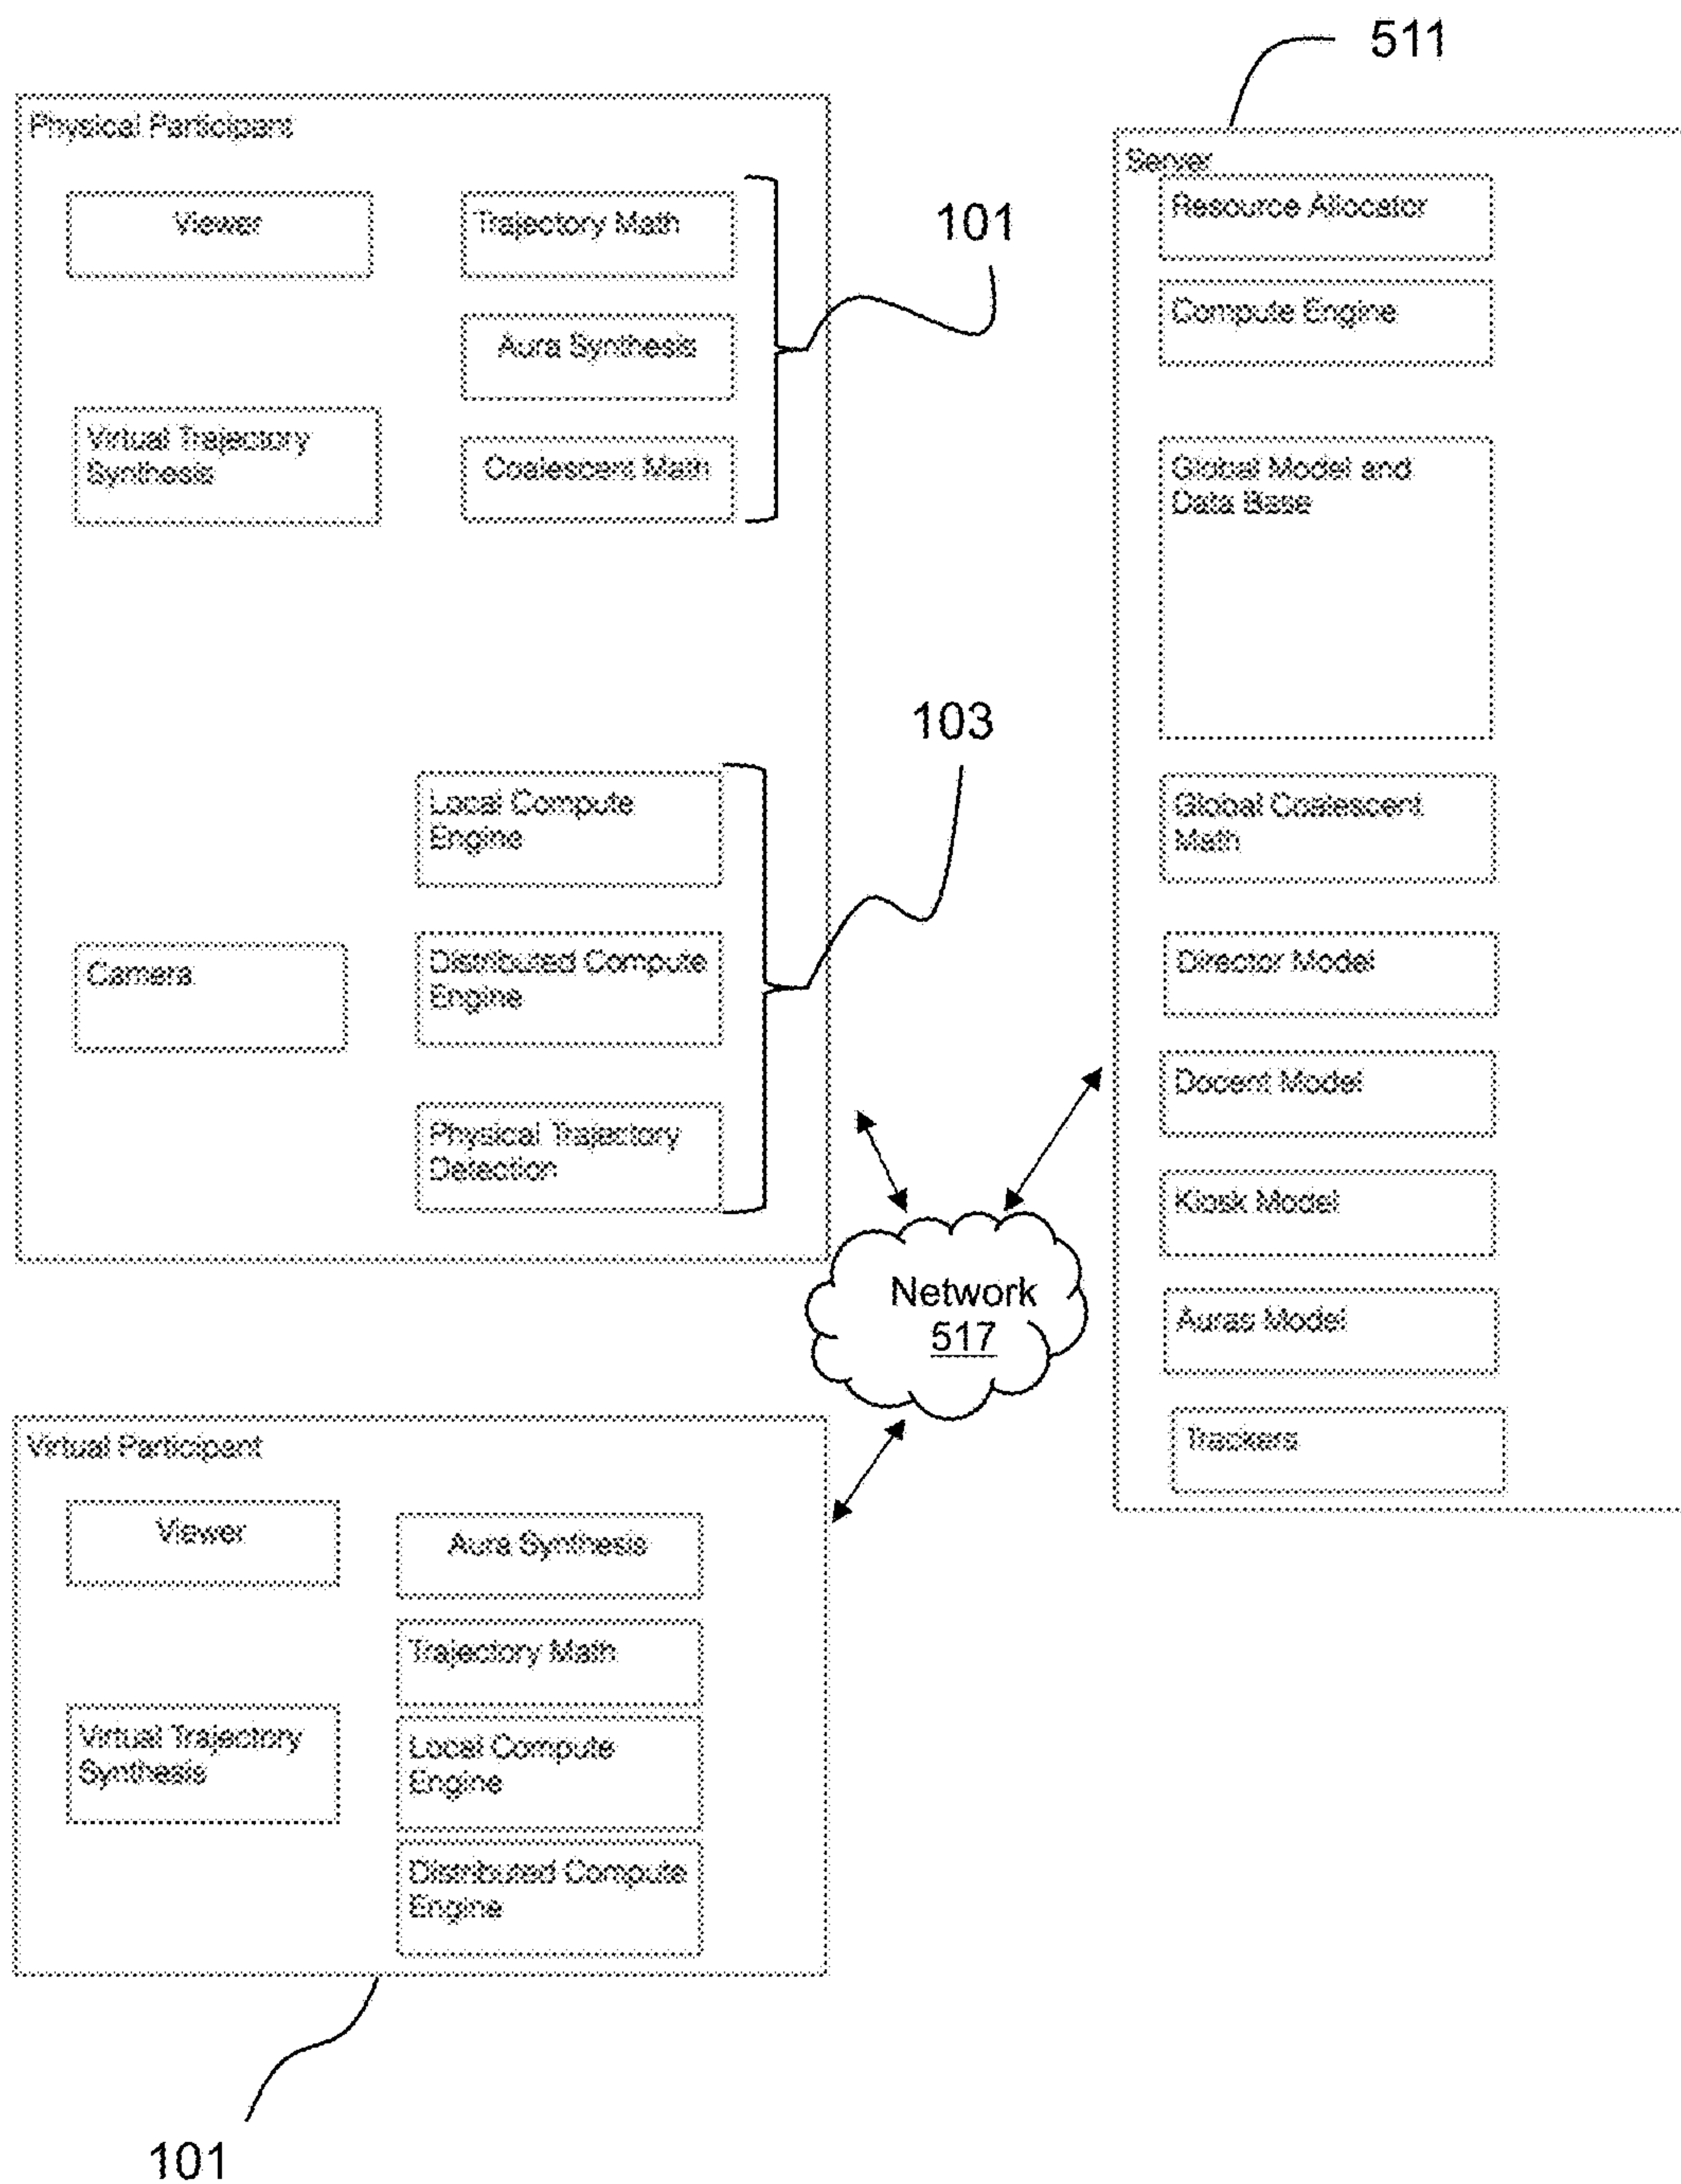 511
Physical Participant
Viewer
Trajectory Math
101
Aura Synthesis
Virtual Trajectory
Synthesis
Coalescent Math
103
Local Compute
Engine
Camera
Distributed Compute
Engine
Physical Trajectory
Detection
Server
Resource Allocator
Compute Engine
Global Model and
Data Base
Global Coalescent
Math
Director Model
Docent Model
Kiosk Model
Auras Model
Trackers
Network
517
Virtual Participant
Viewer
Aura Synthesis
Trajectory Math
Virtual Trajectory
Synthesis
Local Compute
Engine
Distributed Compute
Engine
101